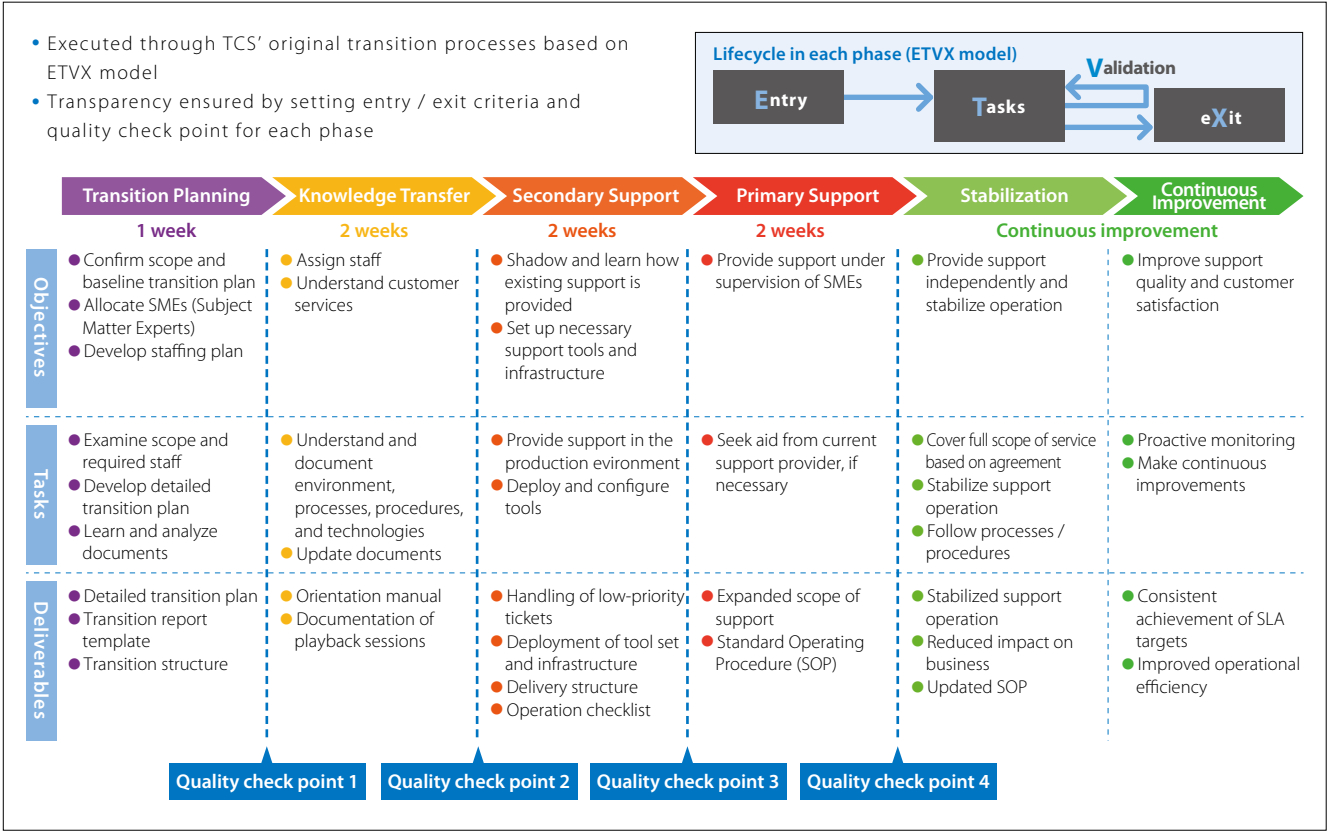 • Executed through TCS' original transition processes based on
ETVX model
• Transparency ensured by setting entry / exit criteria and
quality check point for each phase
Lifecycle in each phase (ETVX model)
Entry
Tasks
Validation
eXit
Transition Planning
Knowledge Transfer
Secondary Support
Primary Support
Stabilization
Continuous
Improvement
1 week
2 weeks
2 weeks
2 weeks
Continuous improvement
Objectives
• Confirm scope and
baseline transition plan
• Allocate SMEs (Subject
Matter Experts)
• Develop staffing plan
• Assign staff
• Understand customer
services
• Shadow and learn how
existing support is
provided
• Set up necessary
support tools and
infrastructure
• Provide support under
supervision of SMEs
• Provide support
independently and
stabilize operation
• Improve support
quality and customer
satisfaction
Tasks
• Examine scope and
required staff
• Develop detailed
transition plan
• Learn and analyze
documents
• Understand and
document
environment,
processes, procedures,
and technologies
• Update documents
• Provide support in the
production evironment
• Deploy and configure
tools
• Seek aid from current
support provider, if
necessary
• Cover full scope of service
based on agreement
• Stabilize support
operation
• Follow processes /
procedures
• Proactive monitoring
• Make continuous
improvements
Deliverables
• Detailed transition plan
• Transition report
template
• Transition structure
• Orientation manual
• Documentation of
playback sessions
• Handling of low-priority
tickets
• Deployment of tool set
and infrastructure
• Delivery structure
• Operation checklist
• Expanded scope of
support
• Standard Operating
Procedure (SOP)
• Stabilized support
operation
• Reduced impact on
business
• Updated SOP
• Consistent
achievement of SLA
targets
• Improved operational
efficiency
Quality check point 1
Quality check point 2
Quality check point 3
Quality check point 4